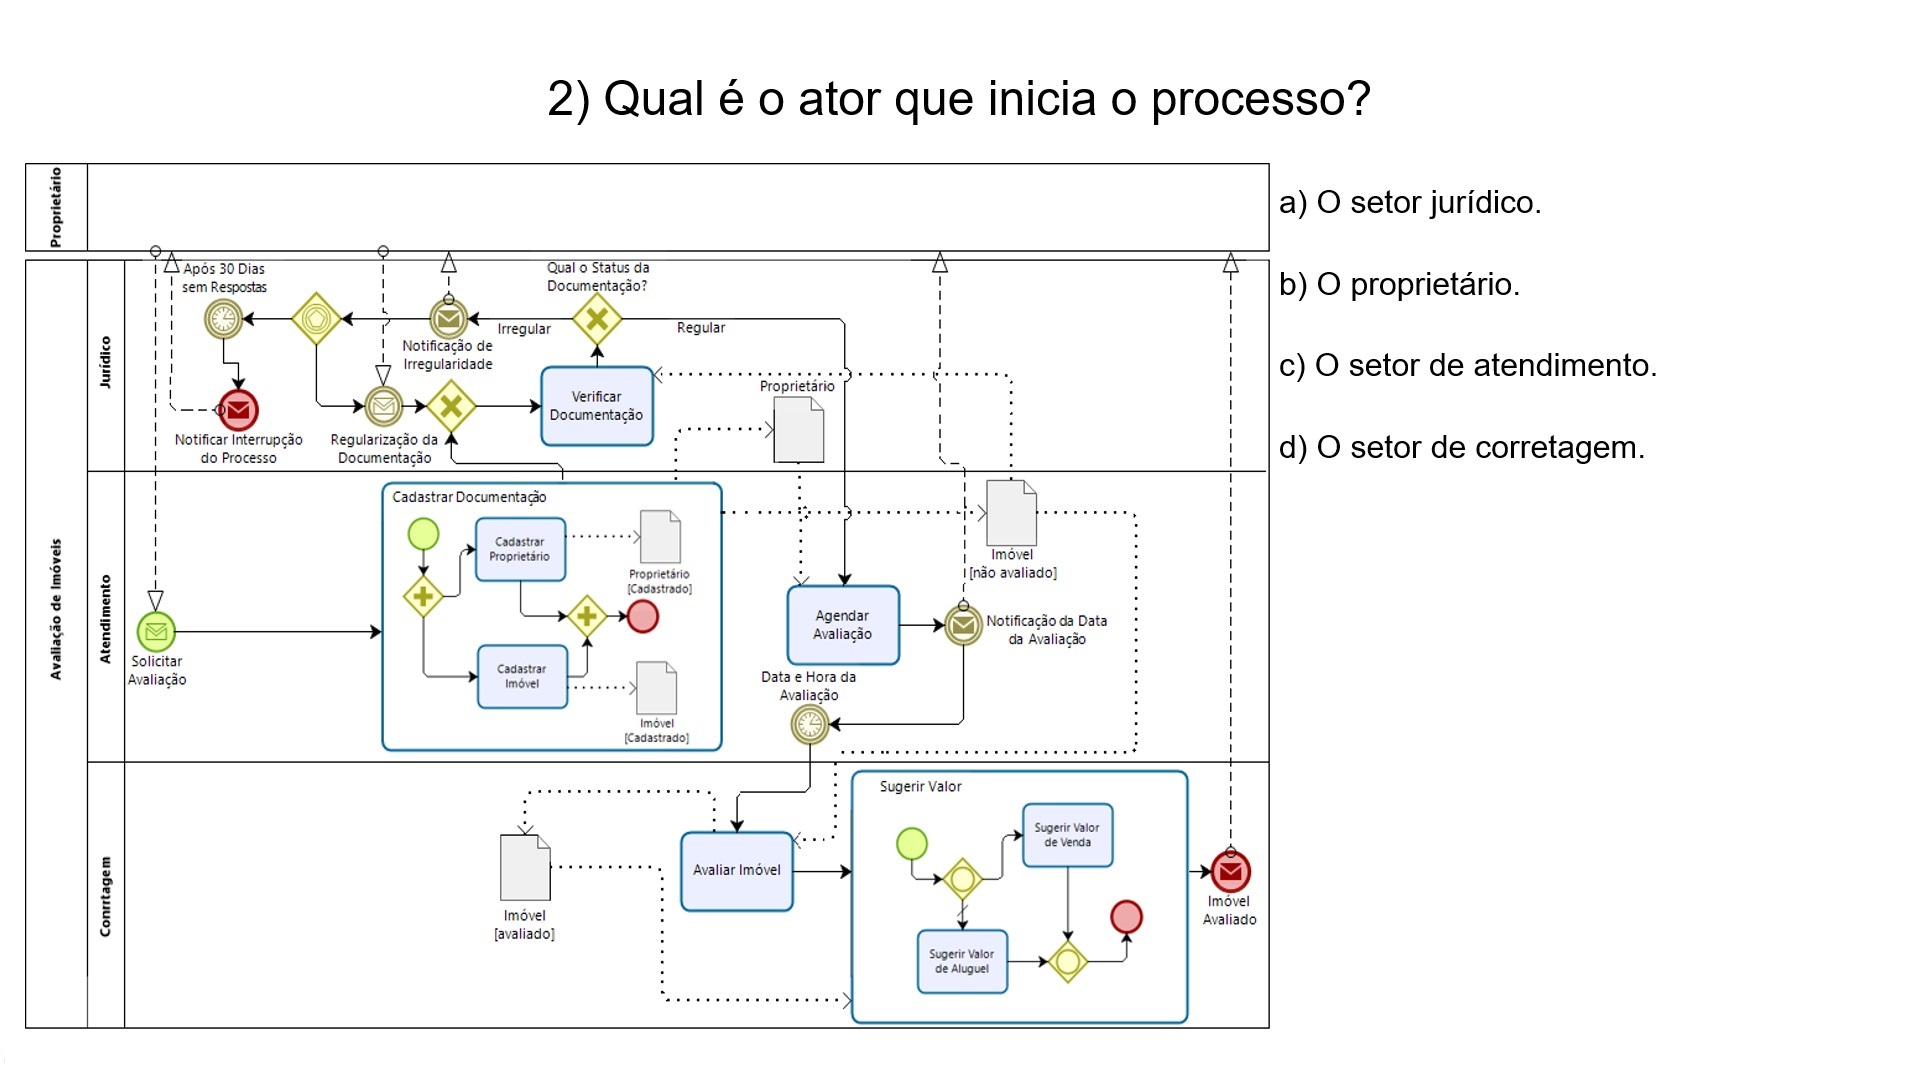 2) Qual é o ator que inicia o processo?
Proprietário
a) O setor jurídico.
b) O proprietário.
c) O setor de atendimento.
d) O setor de corretagem.
Avaliação de Imóveis
Jurídico
Após 30 Dias
sem Respostas
Qual o Status da
Documentação?
Irregular
Regular
Notificação de
Irregularidade
Verificar
Documentação
Proprietário
Notificar Interrupção
do Processo
Regularização da
Documentação
Atendimento
Solicitar
Avaliação
Cadastrar Documentação
Cadastrar
Proprietário
Proprietário
[Cadastrado]
Cadastrar
Imóvel
Imóvel
[Cadastrado]
Imóvel
[não avaliado]
Agendar
Avaliação
Notificação da Data
da Avaliação
Data e Hora da
Avaliação
Conrtagem
Imóvel
[avaliado]
Avaliar Imóvel
Sugerir Valor
Sugerir Valor
de Venda
Sugerir Valor
de Aluguel
Imóvel
Avaliado